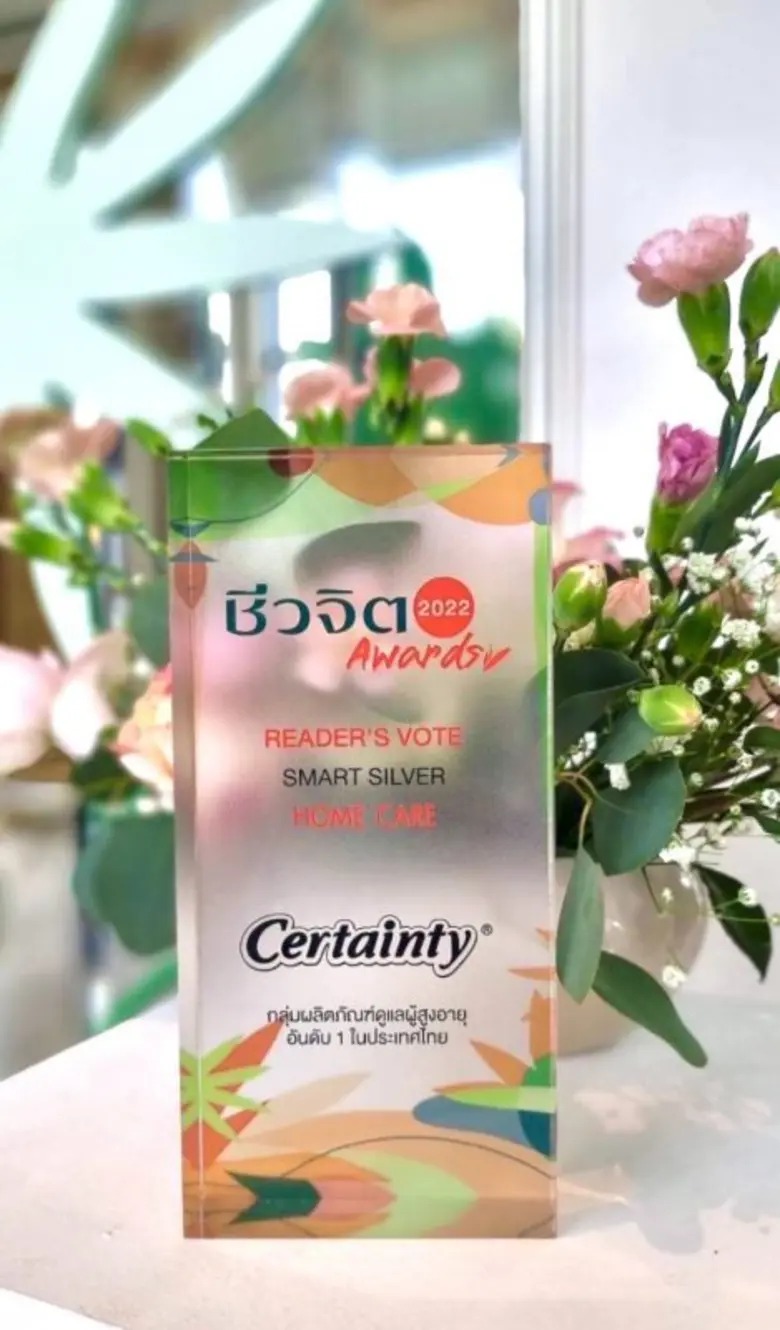 ชีวจิต 2022
Awards
READER'S VOTE
SMART SILVER
HOME CARE
Certainty®
กลุ่มผลิตภัณฑ์ดูแลผู้สูงอายุ
อันดับ 1 ในประเทศไทย